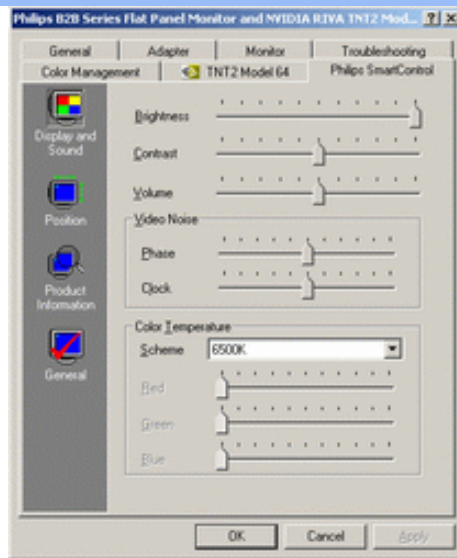 Philips B2B Series Flat Panel Monitor and NVIDIA RIVA TNT2 Mod...
General Adapter Monitor Troubleshooting
Color Management TNT2 Model 64 Philips SmartControl
Display and Sound
Position
Product Information
General
Brightness
Contrast
Volume
Video Noise
Phase
Clock
Color Temperature
Scheme 6500K
Red
Green
Blue
OK Cancel Apply